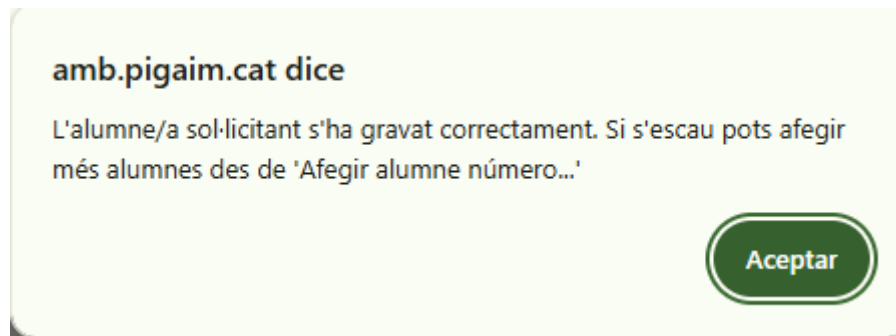 amb.pigaim.cat dice
L'alumne/a sol·licitant s'ha gravat correctament. Si s'escau pots afegir
més alumnes des de 'Afegir alumne número...'
Aceptar